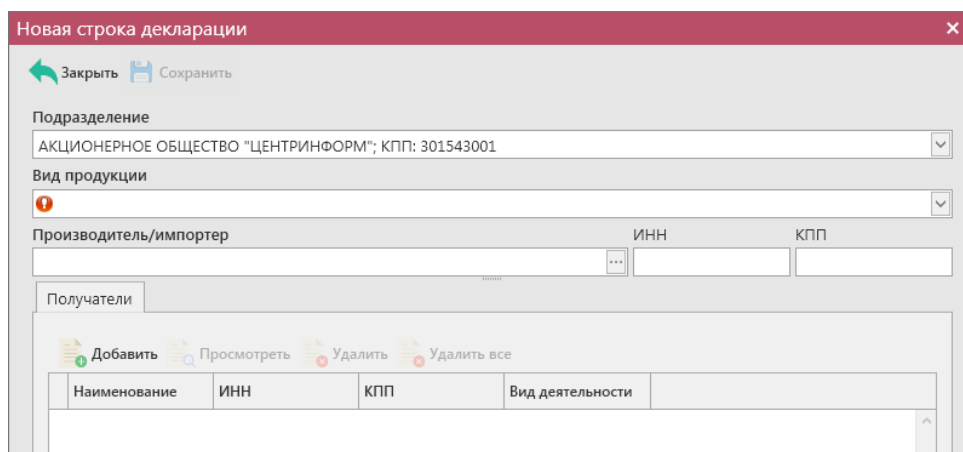 Новая строка декларации
Закрыть Сохранить
Подразделение
АКЦИОНЕРНОЕ ОБЩЕСТВО "ЦЕНТРИНФОРМ"; КПП: 301543001
Вид продукции
Производитель/импортер ИНН КПП
Получатели
Добавить Просмотреть Удалить Удалить все
Наименование ИНН КПП Вид деятельности